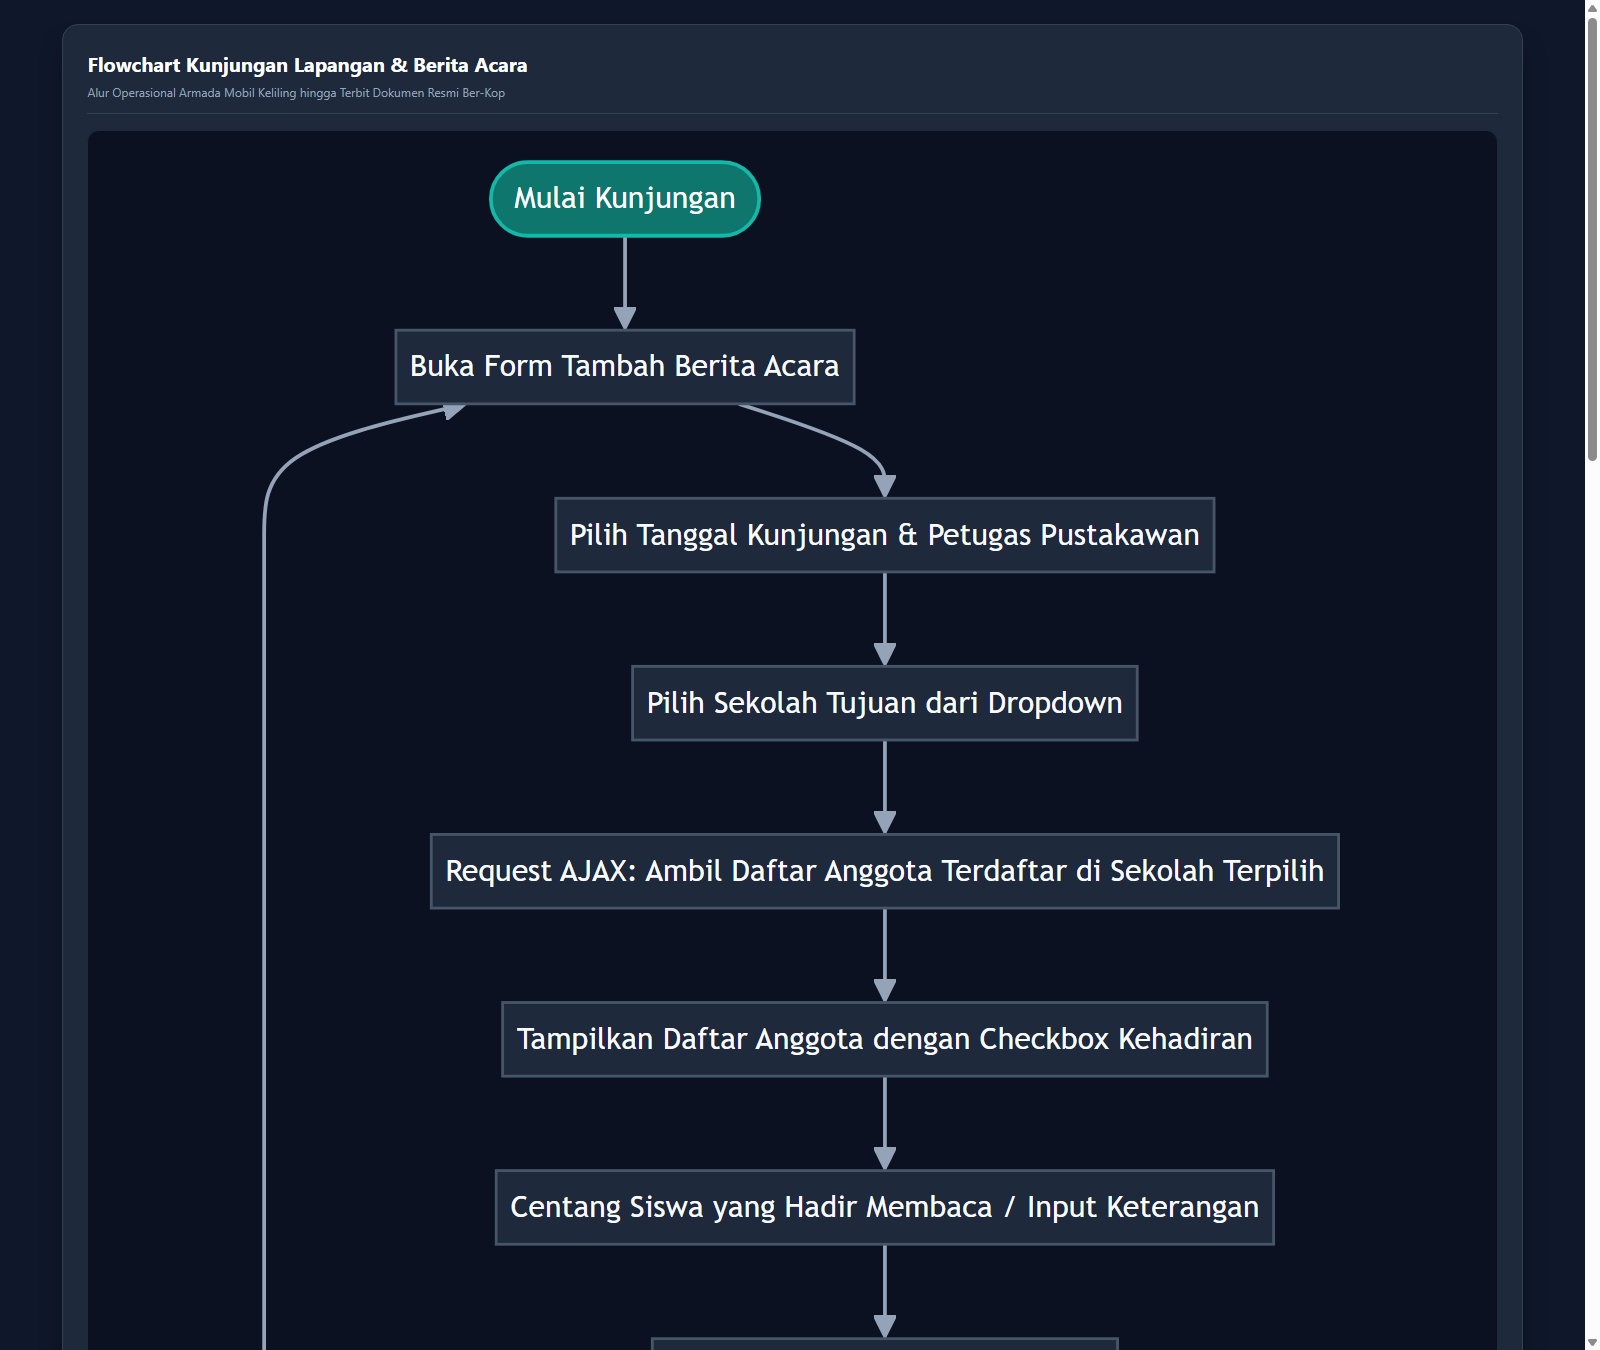 Flowchart Kunjungan Lapangan & Berita Acara
Alur Operasional Armada Mobil Keliling hingga Terbit Dokumen Resmi Ber-Kop
Mulai Kunjungan
Buka Form Tambah Berita Acara
Pilih Tanggal Kunjungan & Petugas Pustakawan
Pilih Sekolah Tujuan dari Dropdown
Request AJAX: Ambil Daftar Anggota Terdaftar di Sekolah Terpilih
Tampilkan Daftar Anggota dengan Checkbox Kehadiran
Centang Siswa yang Hadir Membaca / Input Keterangan